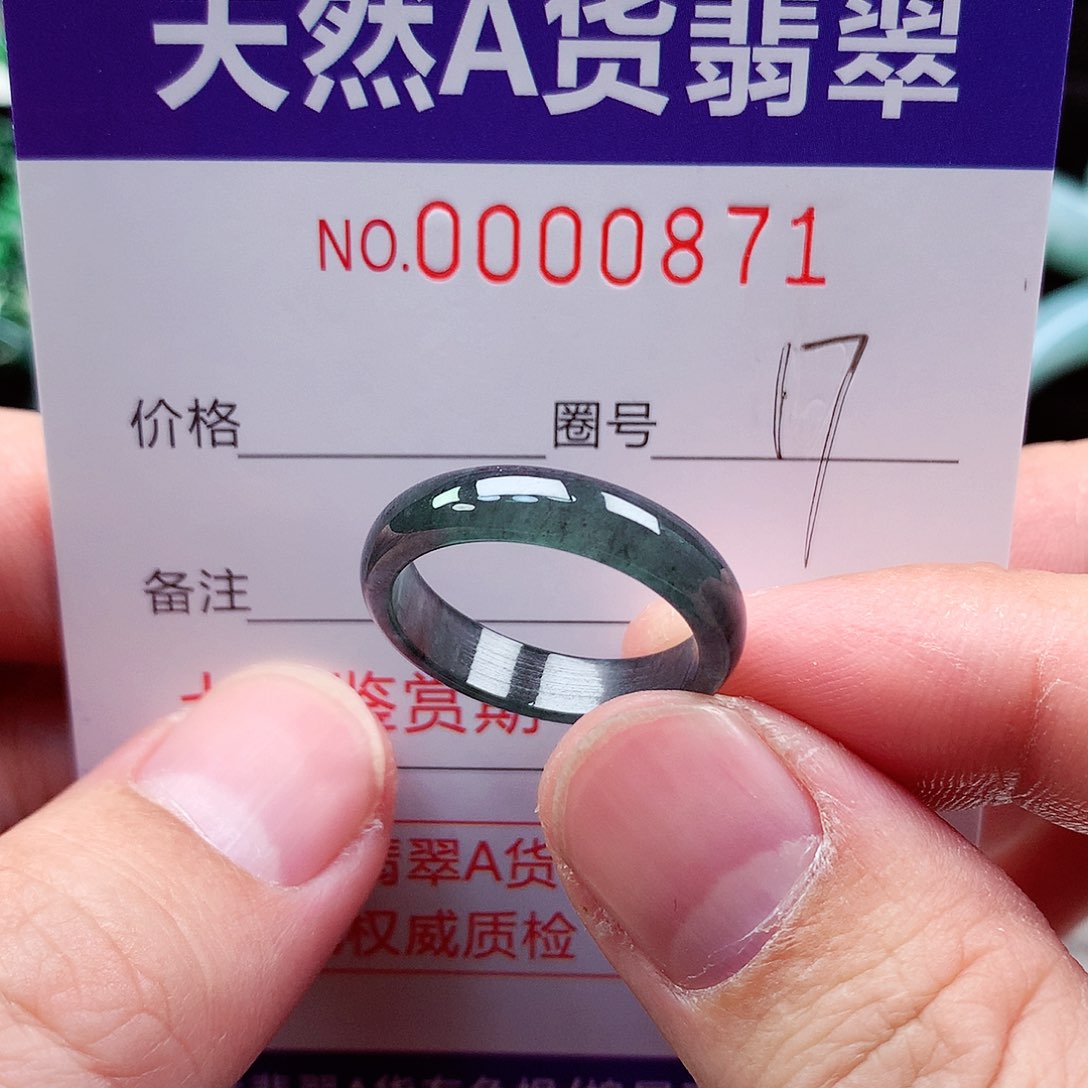 天然A货翡翠
NO.0000871
价格 圈号 17
备注
鉴赏期
翡翠A货
权威质检